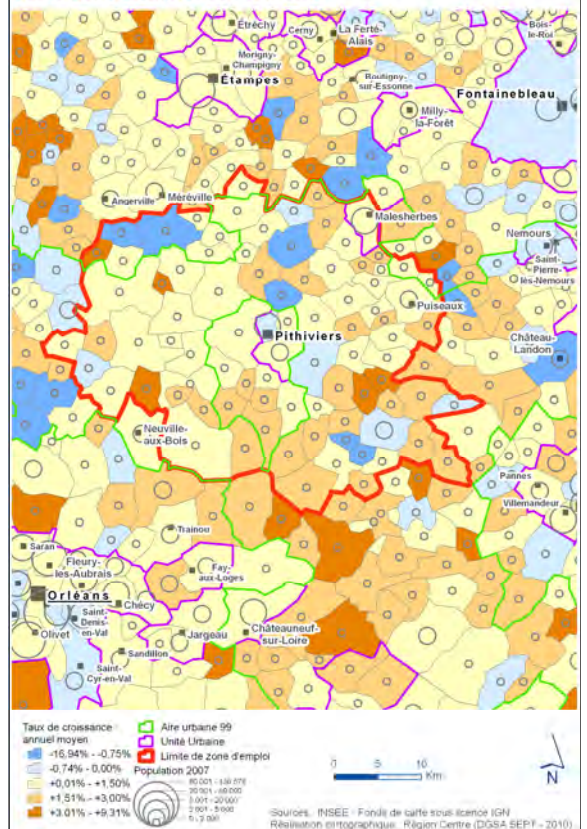 Étréchy
Cerny
La Ferté-
Alais
Bois-
le-Roi
Morigny-
Champigny
Étampes
Boutigny-
sur-Essonne
Fontainebleau
Milly-
la-Forêt
Angerville
Méréville
Malesherbes
Nemours
Saint-
Pierre-
lès-Nemours
Puiseaux
Pithiviers
Château-
Landon
Neuville-
aux-Bois
Pannes
Villemandeur
Trainou
Saran
Fleury-
les-Aubrais
Fay-
aux-Loges
Orléans
Chécy
Saint-
Denis-
en-Val
Olivet
Jargeau
Châteauneuf-
sur-Loire
Sandillon
Saint-
Cyr-en-Val
Taux de croissance
annuel moyen
-16,94% - -0,75%
-0,74% - 0,00%
+0,01% - +1,50%
+1,51% - +3,00%
+3,01% - +9,31%
Aire urbaine 99
Unité Urbaine
Limite de zone d'emploi
Population 2007
0 5 10
Km
N
Sources : INSEE - Fonds de carte sous licence IGN
Réalisation cartographique : Région Centre (DGSA SEPT - 2010)